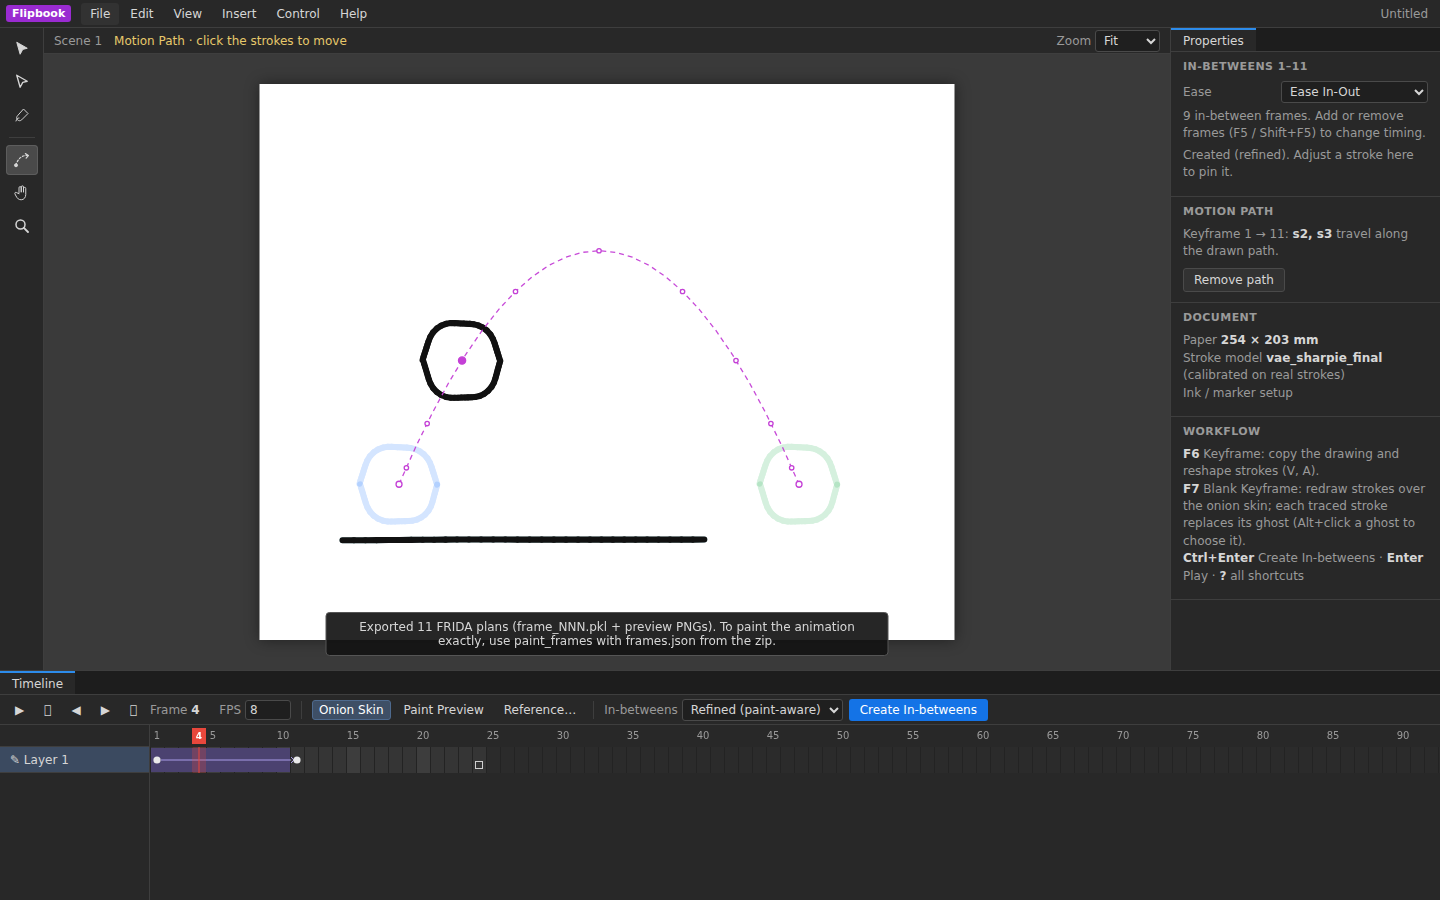 Flipbook File Edit View Insert Control Help Untitled
Scene 1 Motion Path · click the strokes to move Zoom Fit
Properties
IN-BETWEENS 1–11
Ease Ease In-Out
9 in-between frames. Add or remove
frames (F5 / Shift+F5) to change timing.
Created (refined). Adjust a stroke here
to pin it.
MOTION PATH
Keyframe 1 → 11: s2, s3 travel along
the drawn path.
Remove path
DOCUMENT
Paper 254 × 203 mm
Stroke model vae_sharpie_final
(calibrated on real strokes)
Ink / marker setup
WORKFLOW
F6 Keyframe: copy the drawing and
reshape strokes (V, A).
F7 Blank Keyframe: redraw strokes over
the onion skin; each traced stroke
replaces its ghost (Alt+click a ghost to
choose it).
Ctrl+Enter Create In-betweens · Enter
Play · ? all shortcuts
Exported 11 FRIDA plans (frame_NNN.pkl + preview PNGs). To paint the animation
exactly, use paint_frames with frames.json from the zip.
Timeline
Frame 4 FPS 8 Onion Skin Paint Preview Reference... In-betweens Refined (paint-aware) Create In-betweens
1 4 5 10 15 20 25 30 35 40 45 50 55 60 65 70 75 80 85 90
✎ Layer 1